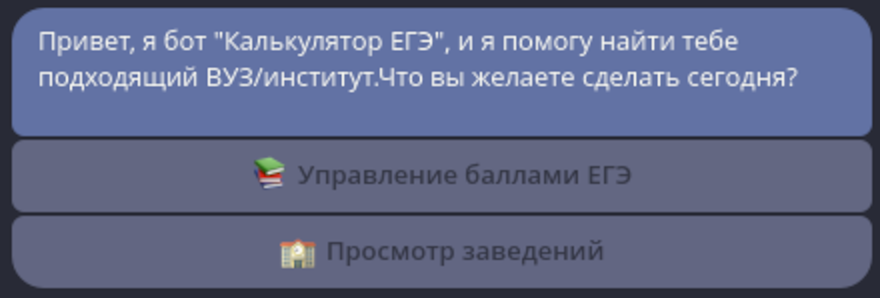 Привет, я бот "Калькулятор ЕГЭ", и я помогу найти тебе
подходящий ВУЗ/институт.Что вы желаете сделать сегодня?
Управление баллами ЕГЭ
Просмотр заведений